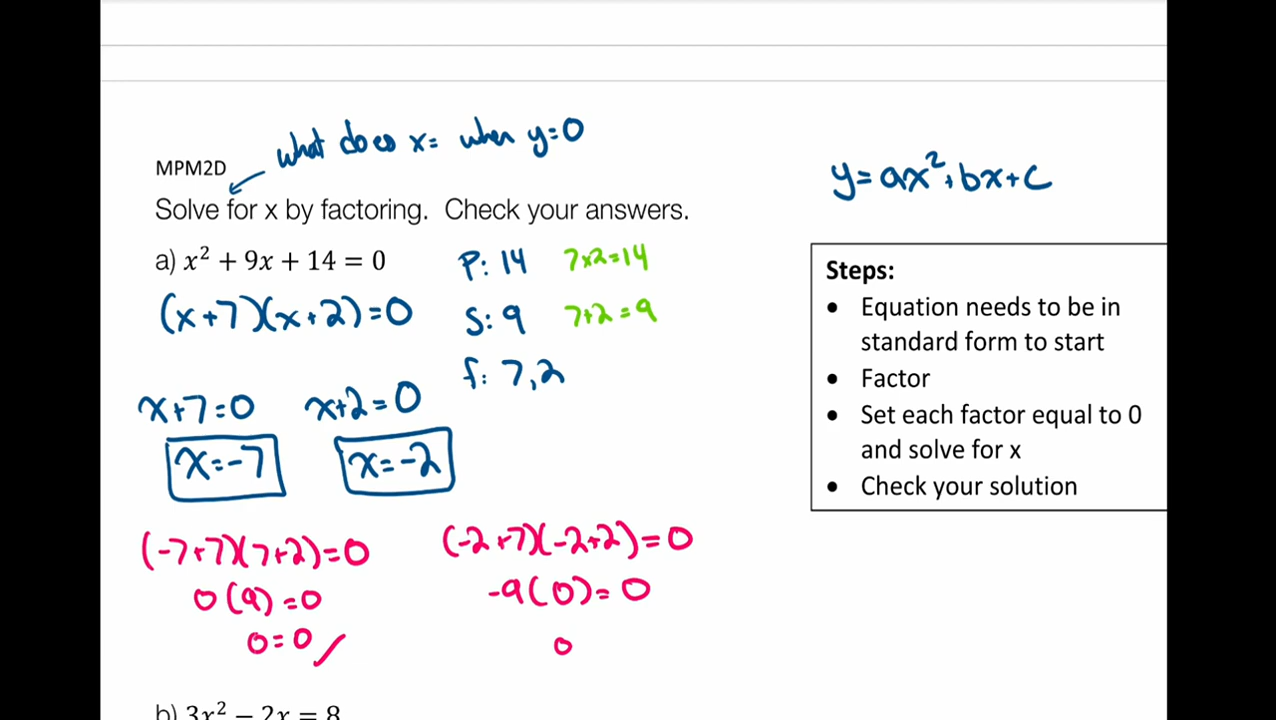 what does x= when y=0
MPM2D
y=ax²+bx+c
Solve for x by factoring. Check your answers.
a) x² + 9x + 14 = 0
P: 14 7x2=14
(x+7)(x+2)=0
S: 9 7+2=9
f: 7,2
x+7=0 x+2=0
x=-7 x=-2
(-7+7)(7+2)=0 (-2+7)(-2+2)=0
0(9)=0 -9(0)=0
0=0 0
b) 3x² − 2x = 8
Steps:
• Equation needs to be in
standard form to start
• Factor
• Set each factor equal to 0
and solve for x
• Check your solution